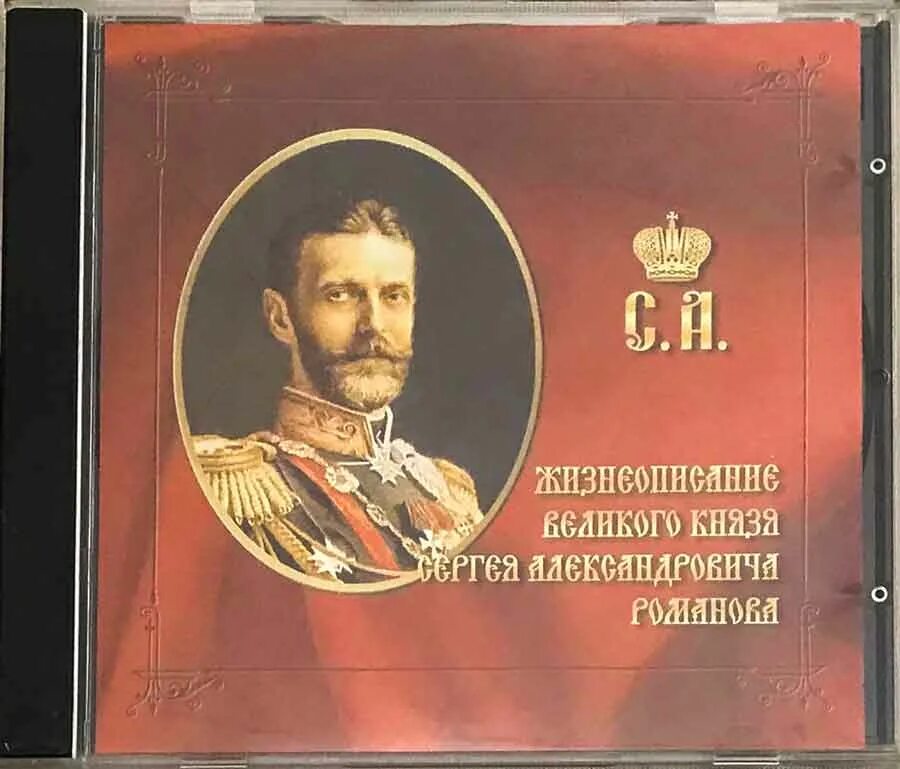 С. А.
ЖИЗНЕОПИСАНИЕ
ВЕЛИКОГО КНЯЗЯ
СЕРГЕЯ АЛЕКСАНДРОВИЧА
РОМАНОВА